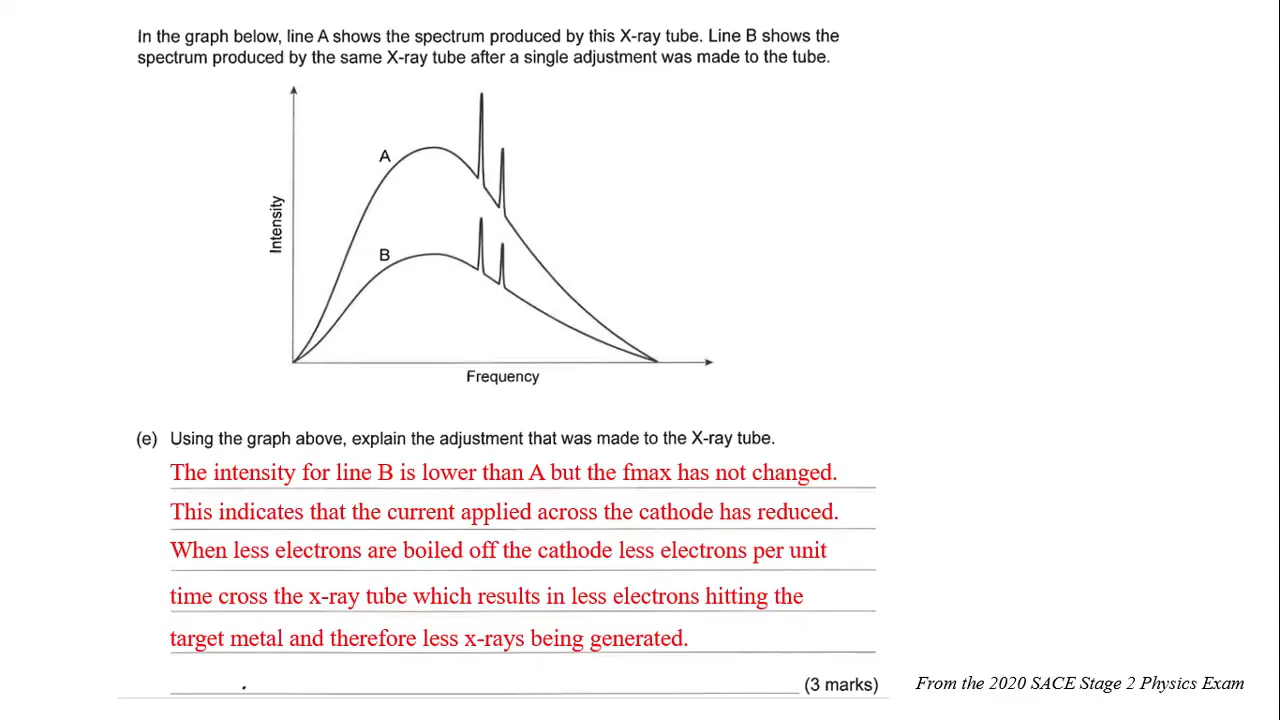 In the graph below, line A shows the spectrum produced by this X-ray tube. Line B shows the
spectrum produced by the same X-ray tube after a single adjustment was made to the tube.
A
B
Intensity
Frequency
(e) Using the graph above, explain the adjustment that was made to the X-ray tube.
The intensity for line B is lower than A but the fmax has not changed.
This indicates that the current applied across the cathode has reduced.
When less electrons are boiled off the cathode less electrons per unit
time cross the x-ray tube which results in less electrons hitting the
target metal and therefore less x-rays being generated.
(3 marks)
From the 2020 SACE Stage 2 Physics Exam